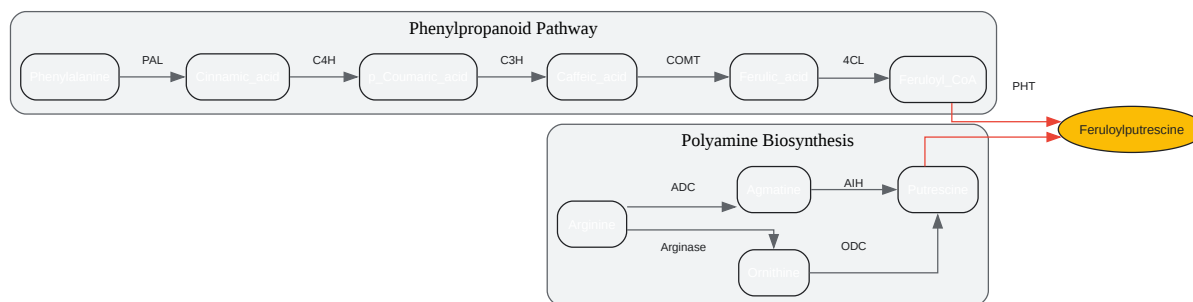 Phenylpropanoid Pathway
Phenylalanine PAL Cinnamic_acid C4H p_Coumaric_acid C3H Caffeic_acid COMT Ferulic_acid 4CL Feruloyl_CoA PHT
Feruloylputrescine
Polyamine Biosynthesis
ADC Agmatine AIH Putrescine
Arginine
Arginase Ornithine ODC